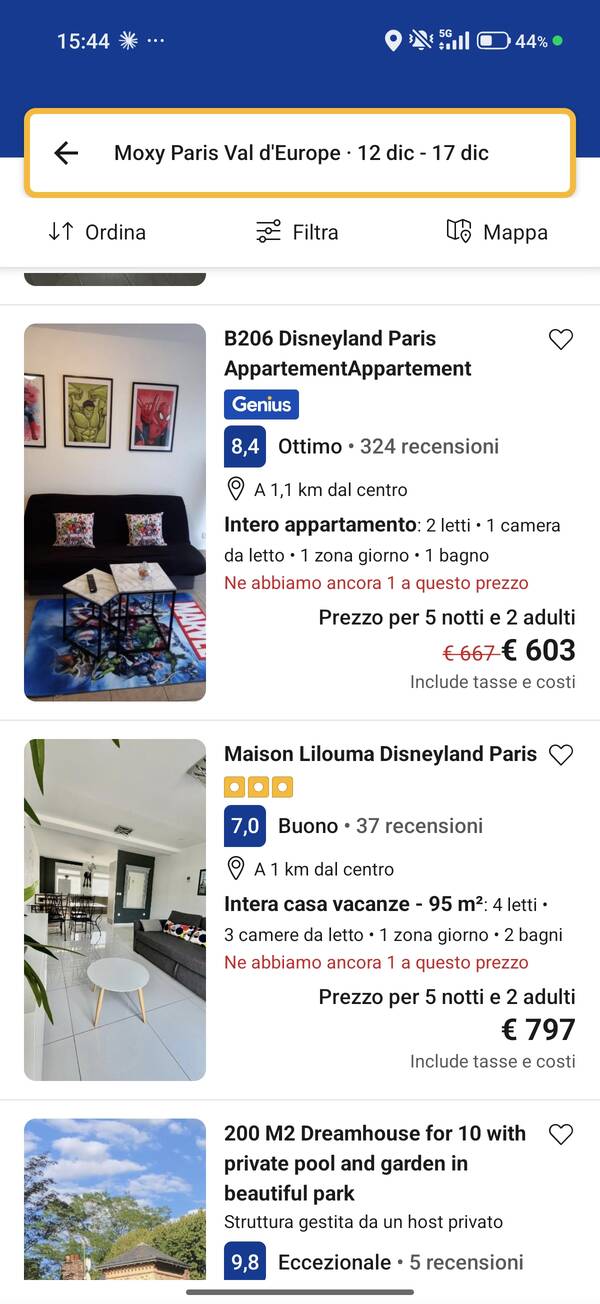 15:44
5G
44%
Moxy Paris Val d'Europe · 12 dic - 17 dic
Ordina
Filtra
Mappa
B206 Disneyland Paris
AppartementAppartement
Genius
8,4 Ottimo • 324 recensioni
A 1,1 km dal centro
Intero appartamento: 2 letti • 1 camera
da letto • 1 zona giorno • 1 bagno
Ne abbiamo ancora 1 a questo prezzo
Prezzo per 5 notti e 2 adulti
€ 667 € 603
Include tasse e costi
MARVEL
Maison Lilouma Disneyland Paris
7,0 Buono • 37 recensioni
A 1 km dal centro
Intera casa vacanze - 95 m²: 4 letti •
3 camere da letto • 1 zona giorno • 2 bagni
Ne abbiamo ancora 1 a questo prezzo
Prezzo per 5 notti e 2 adulti
€ 797
Include tasse e costi
200 M2 Dreamhouse for 10 with
private pool and garden in
beautiful park
Struttura gestita da un host privato
9,8 Eccezionale • 5 recensioni